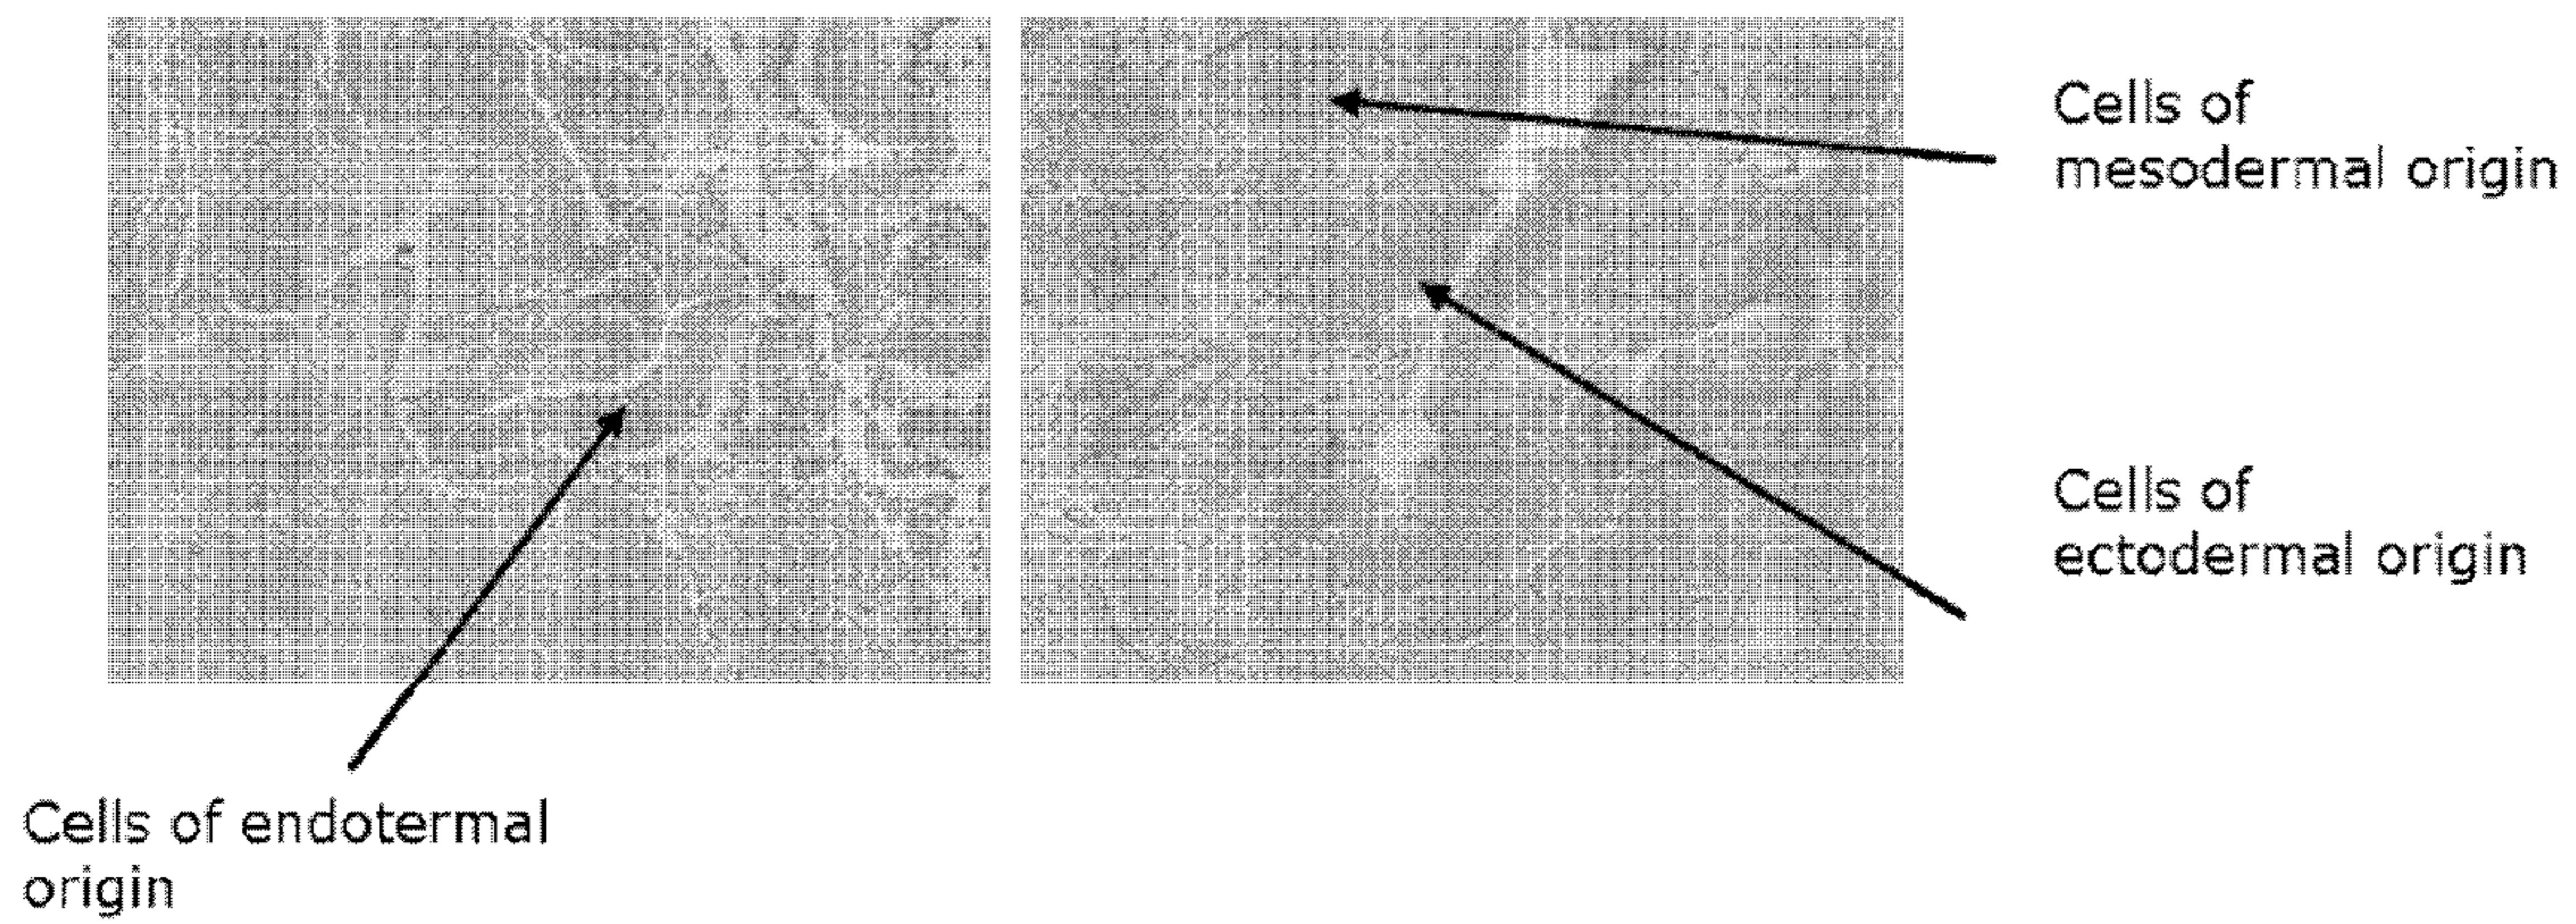 Cells of
mesodermal origin
Cells of
ectodermal origin
Cells of endotermal
origin